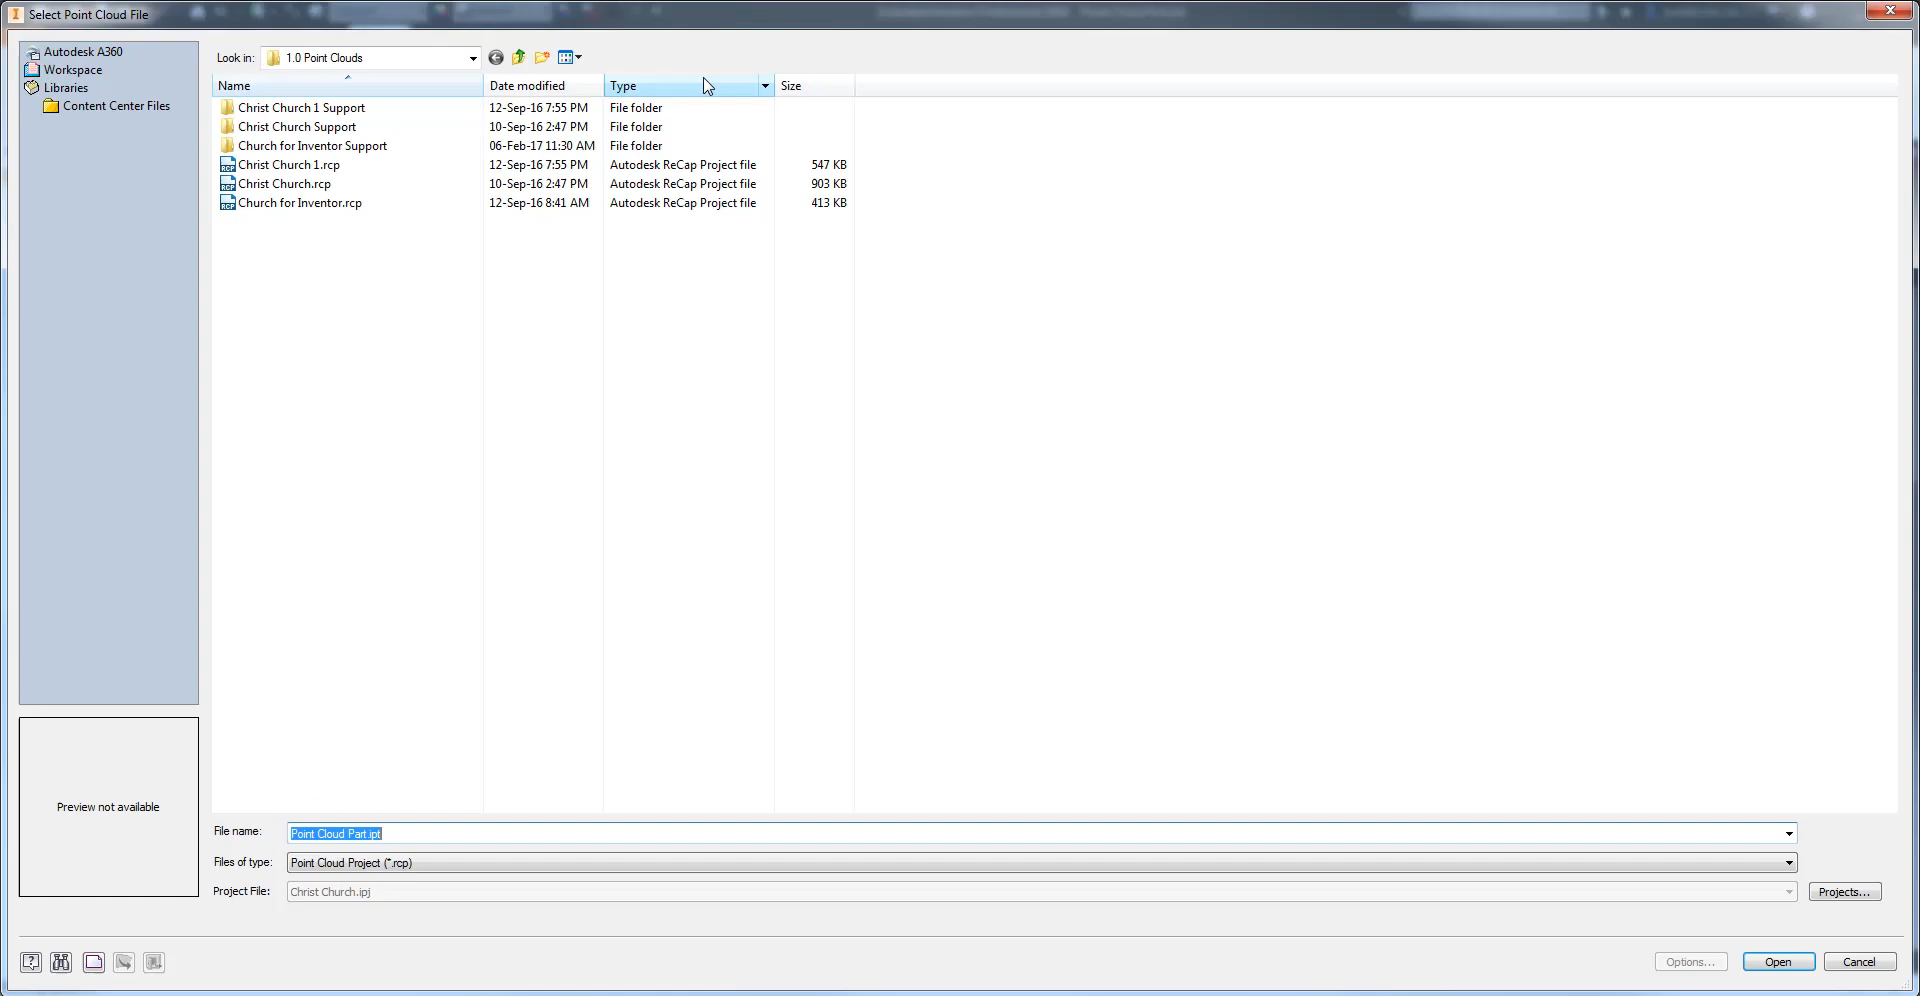 Select Point Cloud File
Autodesk A360
Workspace
Libraries
Content Center Files
Look in: 1.0 Point Clouds
Name Date modified Type Size
Christ Church 1 Support 12-Sep-16 7:55 PM File folder
Christ Church Support 10-Sep-16 2:47 PM File folder
Church for Inventor Support 06-Feb-17 11:30 AM File folder
Christ Church 1.rcp 12-Sep-16 7:55 PM Autodesk ReCap Project file 547 KB
Christ Church.rcp 10-Sep-16 2:47 PM Autodesk ReCap Project file 903 KB
Church for Inventor.rcp 12-Sep-16 8:41 AM Autodesk ReCap Project file 413 KB
Preview not available
File name: Point Cloud Part.ipt
Files of type: Point Cloud Project (*.rcp)
Project File: Christ Church.ipj Projects...
Options... Open Cancel